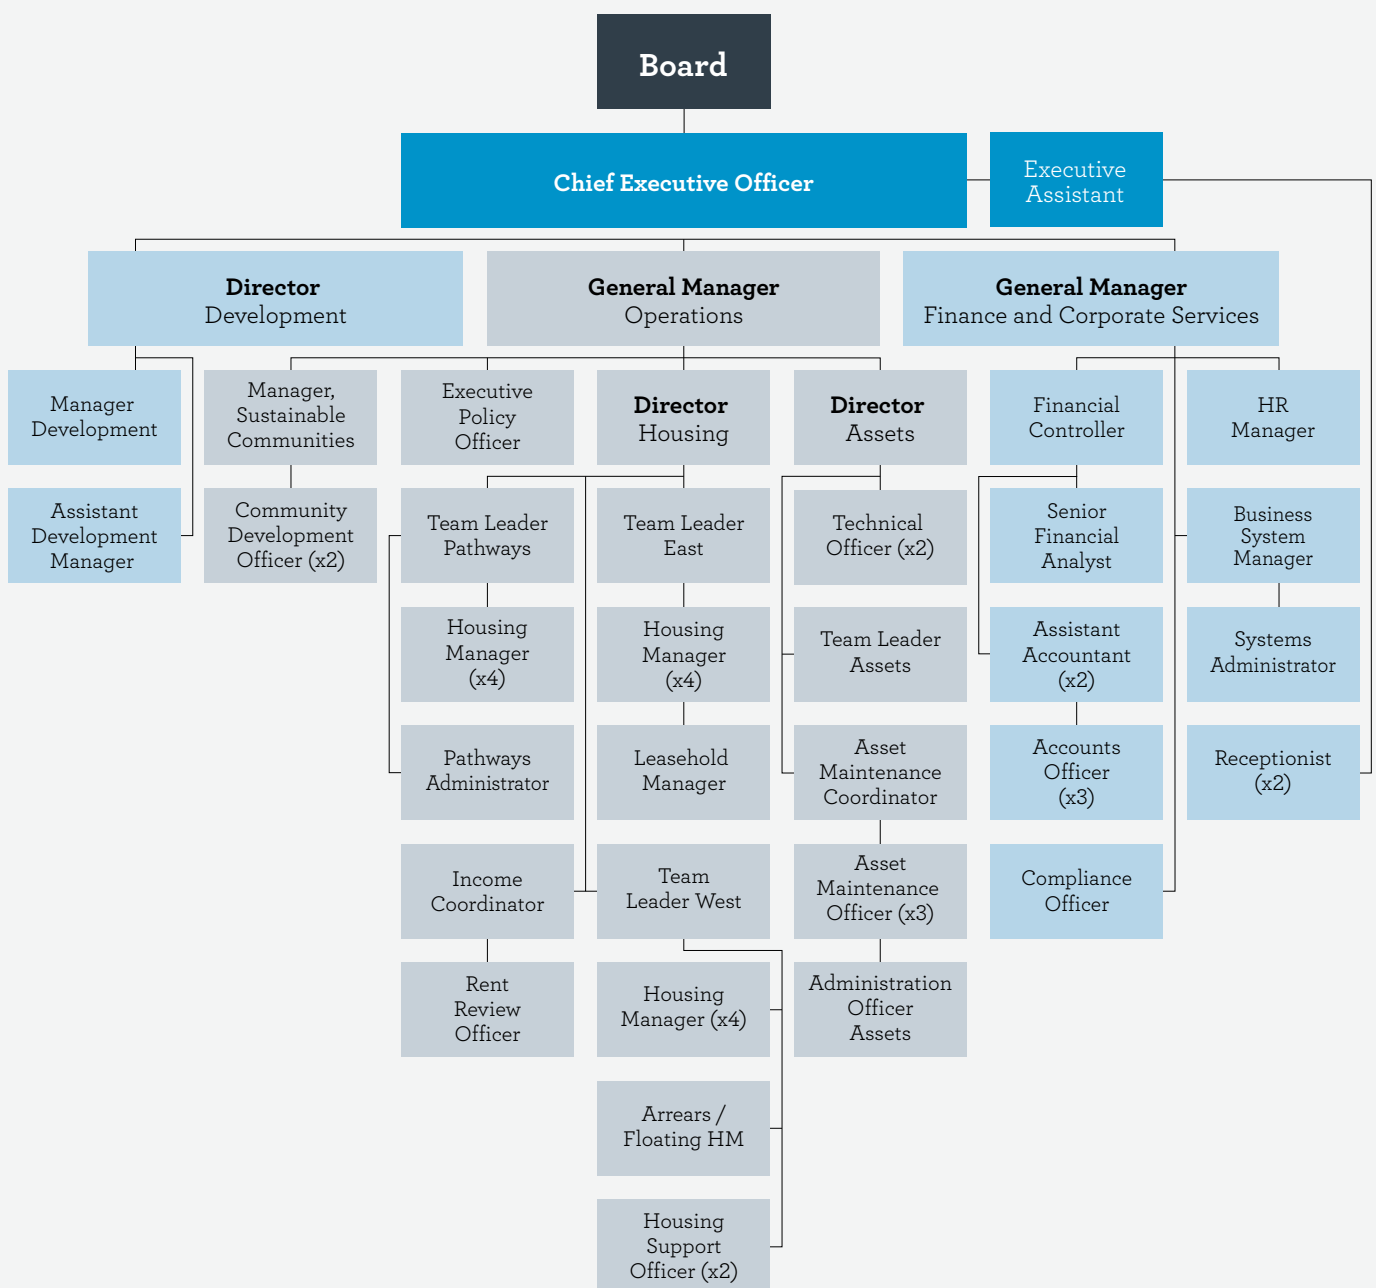 Board
Chief Executive Officer
Executive
Assistant
Director
Development
General Manager
Operations
General Manager
Finance and Corporate Services
Manager
Development
Manager,
Sustainable
Communities
Executive
Policy
Officer
Director
Housing
Director
Assets
Financial
Controller
HR
Manager
Assistant
Development
Manager
Community
Development
Officer (x2)
Team Leader
Pathways
Team Leader
East
Technical
Officer (x2)
Senior
Financial
Analyst
Business
System
Manager
Housing
Manager
(x4)
Housing
Manager
(x4)
Team Leader
Assets
Assistant
Accountant
(x2)
Systems
Administrator
Pathways
Administrator
Leasehold
Manager
Asset
Maintenance
Coordinator
Accounts
Officer
(x3)
Receptionist
(x2)
Income
Coordinator
Team
Leader West
Asset
Maintenance
Officer (x3)
Compliance
Officer
Rent
Review
Officer
Housing
Manager (x4)
Administration
Officer
Assets
Arrears /
Floating HM
Housing
Support
Officer (x2)